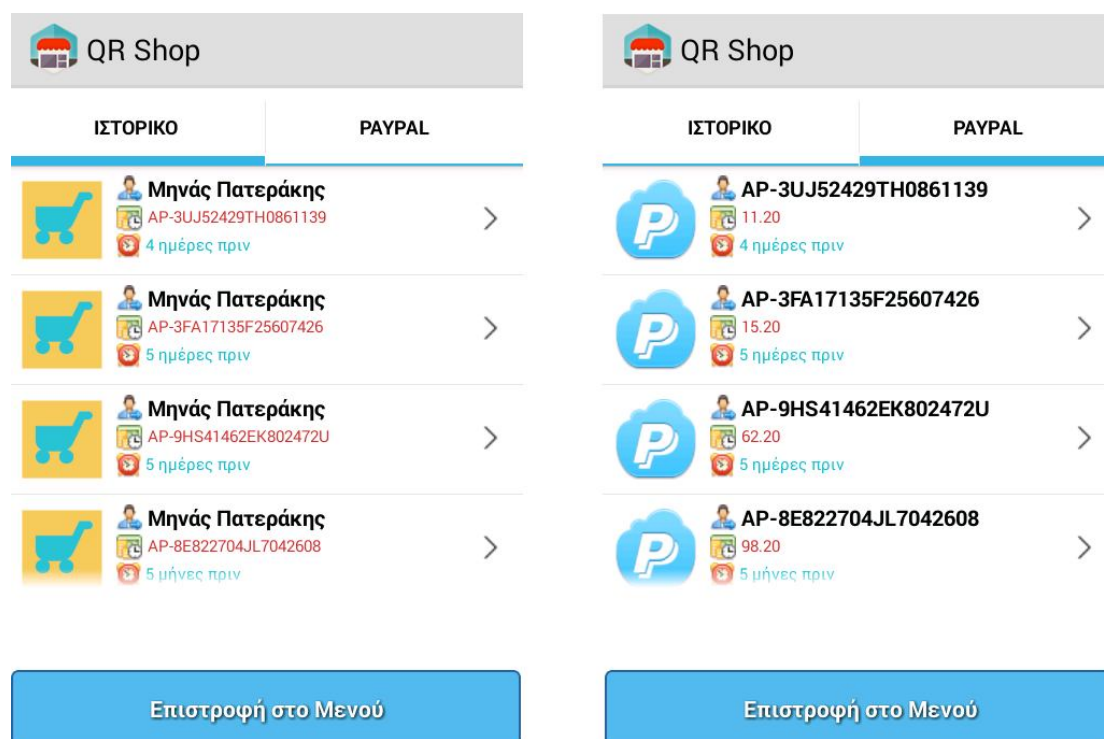 QR Shop
ΙΣΤΟΡΙΚΟ PAYPAL
Μηνάς Πατεράκης
AP-3UJ52429TH0861139
4 ημέρες πριν
Μηνάς Πατεράκης
AP-3FA17135F25607426
5 ημέρες πριν
Μηνάς Πατεράκης
AP-9HS41462EK802472U
5 ημέρες πριν
Μηνάς Πατεράκης
AP-8E822704JL7042608
5 μήνες πριν
Επιστροφή στο Μενού
QR Shop
ΙΣΤΟΡΙΚΟ PAYPAL
AP-3UJ52429TH0861139
11.20
4 ημέρες πριν
AP-3FA17135F25607426
15.20
5 ημέρες πριν
AP-9HS41462EK802472U
62.20
5 ημέρες πριν
AP-8E822704JL7042608
98.20
5 μήνες πριν
Επιστροφή στο Μενού